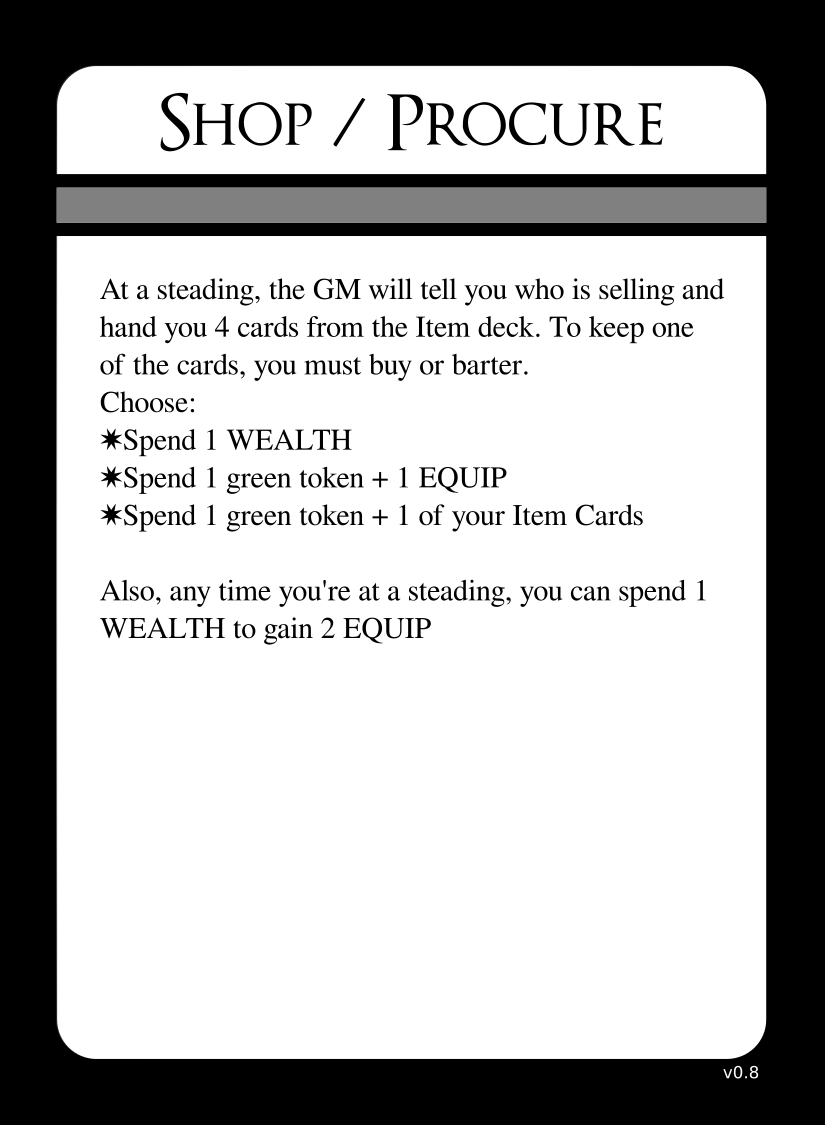 Shop / Procure
At a steading, the GM will tell you who is selling and
hand you 4 cards from the Item deck. To keep one
of the cards, you must buy or barter.
Choose:
✷Spend 1 WEALTH
✷Spend 1 green token + 1 EQUIP
✷Spend 1 green token + 1 of your Item Cards
Also, any time you're at a steading, you can spend 1
WEALTH to gain 2 EQUIP
v0.8